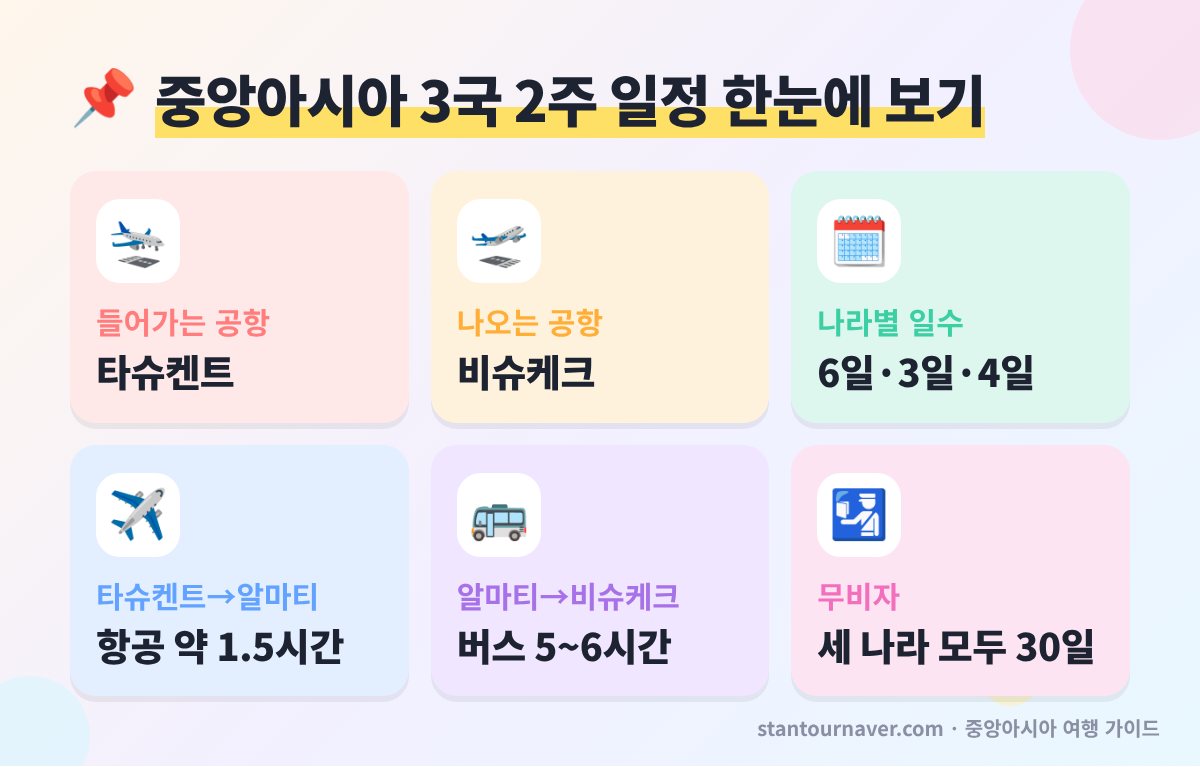 중앙아시아 3국 2주 일정 한눈에 보기
들어가는 공항
타슈켄트
나오는 공항
비슈케크
나라별 일수
6일·3일·4일
타슈켄트→알마티
항공 약 1.5시간
알마티→비슈케크
버스 5~6시간
무비자
세 나라 모두 30일
stantournaver.com · 중앙아시아 여행 가이드